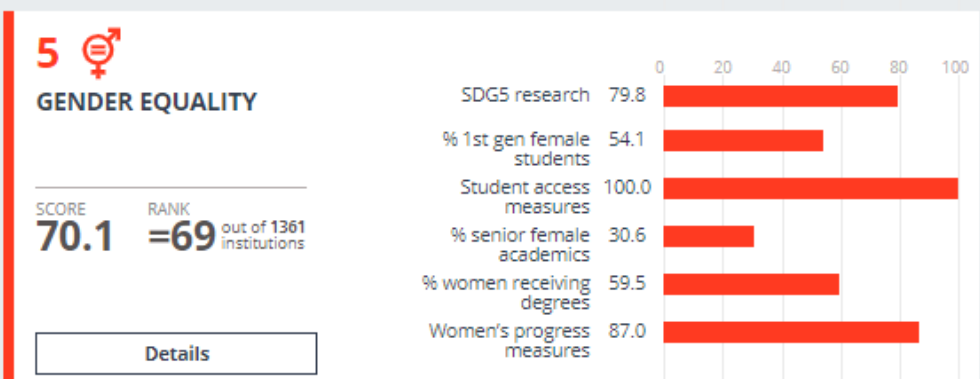 5
GENDER EQUALITY
SCORE
70.1
RANK
=69 out of 1361
institutions
Details
0 20 40 60 80 100
SDG5 research 79.8
% 1st gen female 54.1
students
Student access 100.0
measures
% senior female 30.6
academics
% women receiving 59.5
degrees
Women's progress 87.0
measures